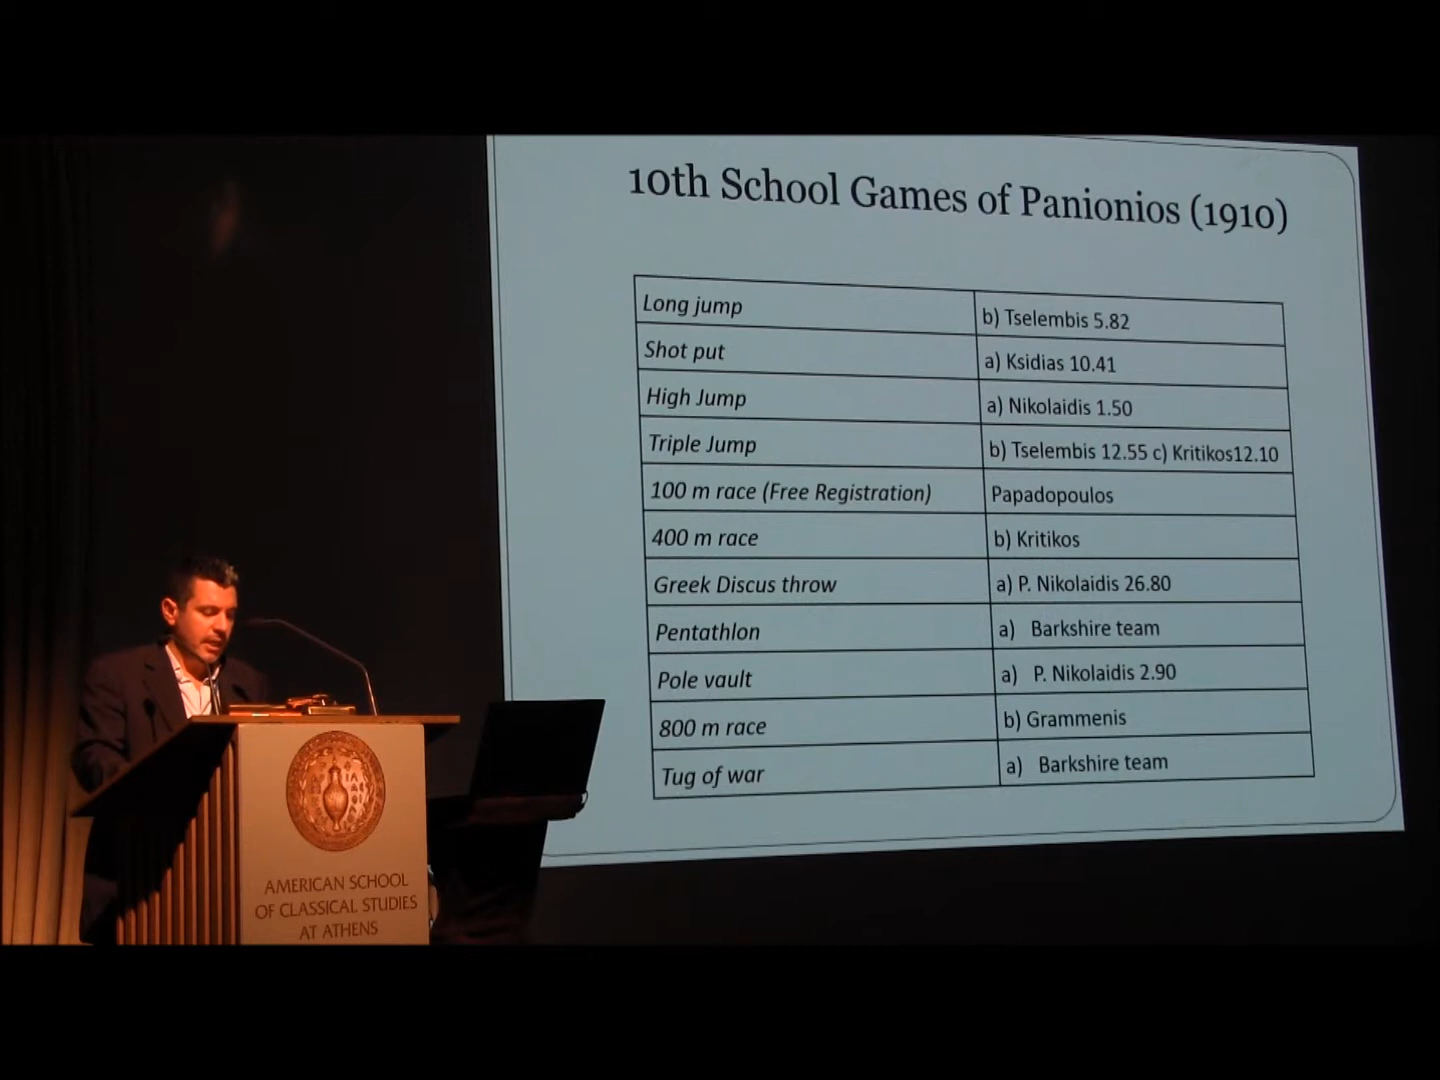 10th School Games of Panionios (1910)
Long jump b) Tselembis 5.82
Shot put a) Ksidias 10.41
High Jump a) Nikolaidis 1.50
Triple Jump b) Tselembis 12.55 c) Kritikos12.10
100 m race (Free Registration) Papadopoulos
400 m race b) Kritikos
Greek Discus throw a) P. Nikolaidis 26.80
Pentathlon a) Barkshire team
Pole vault a) P. Nikolaidis 2.90
800 m race b) Grammenis
Tug of war a) Barkshire team
AMERICAN SCHOOL
OF CLASSICAL STUDIES
AT ATHENS